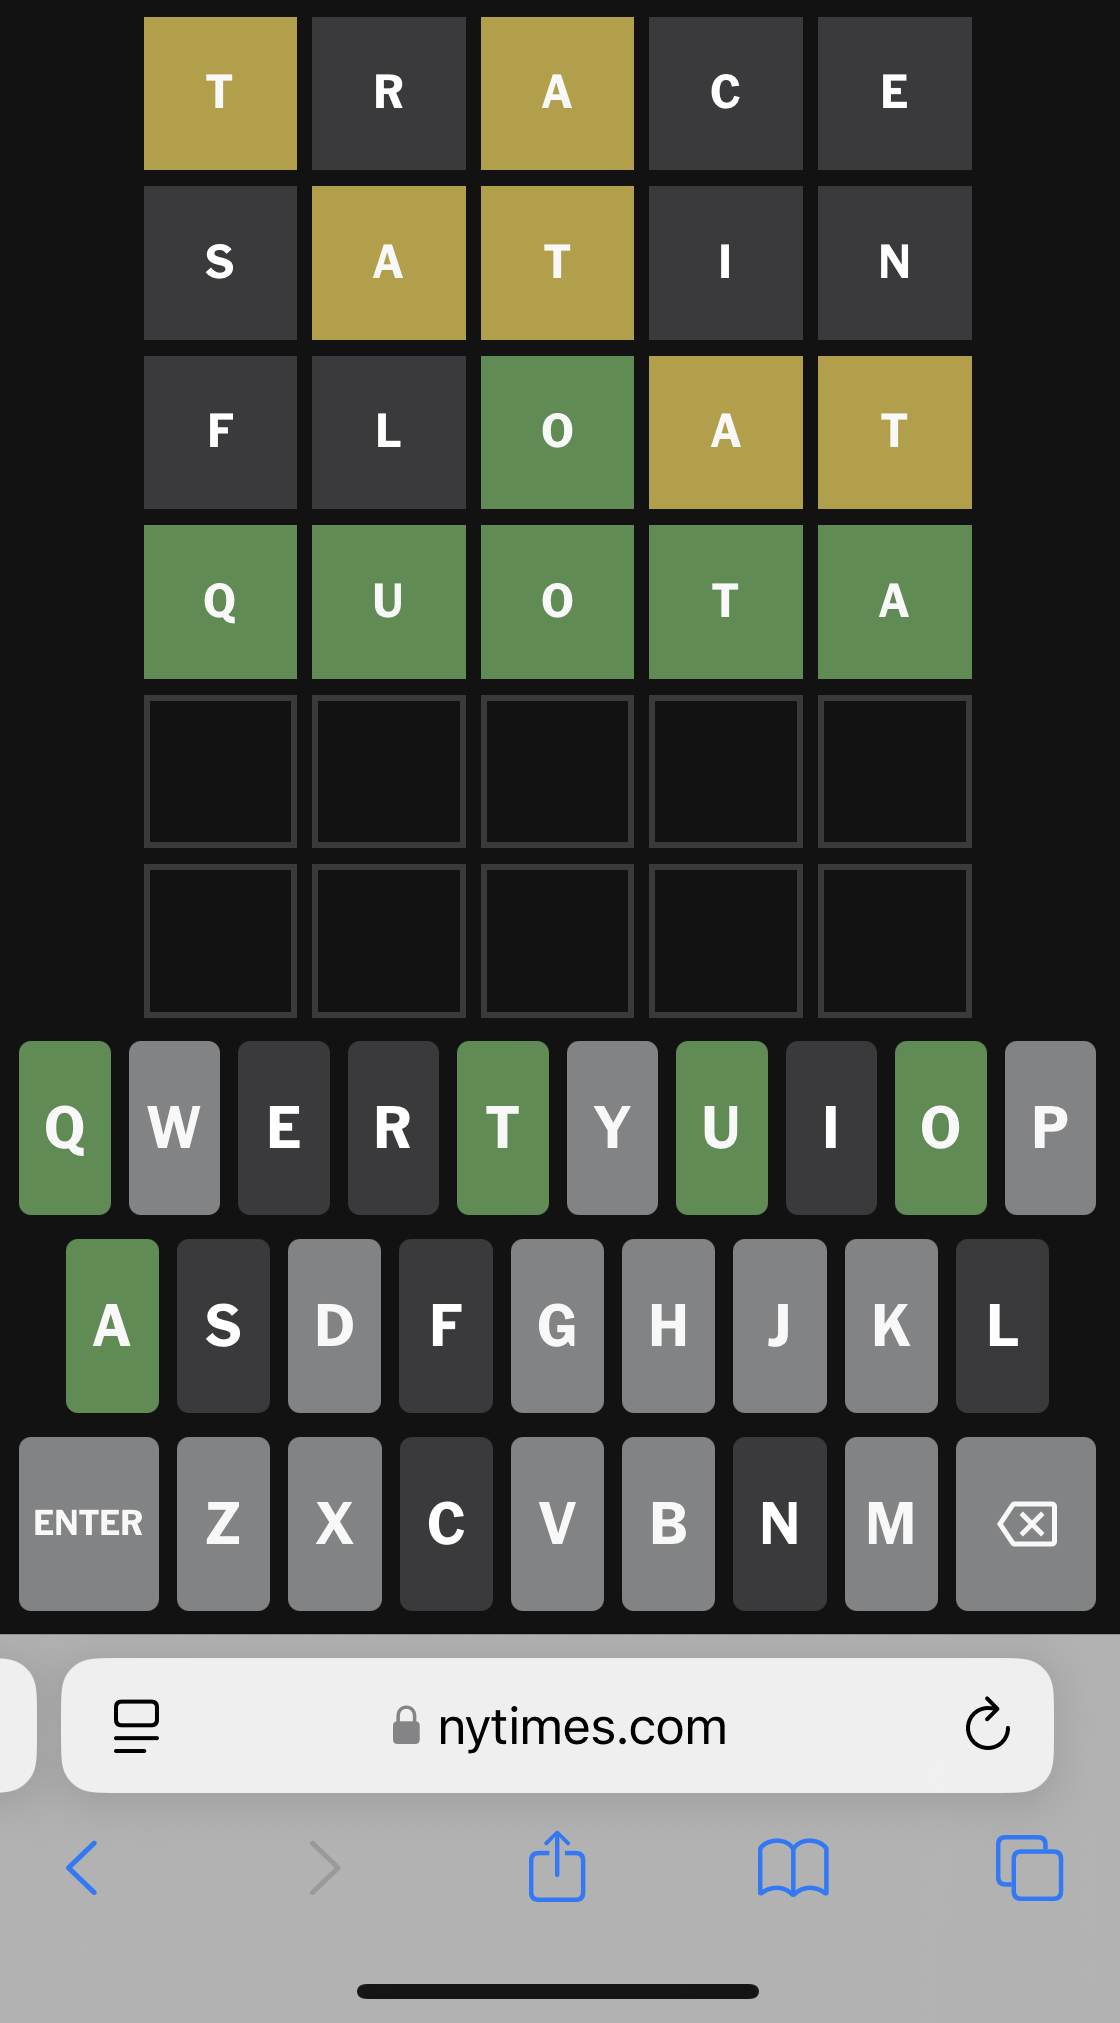 T R A C E
S A T I N
F L O A T
Q U O T A
Q W E R T Y U I O P
A S D F G H J K L
ENTER Z X C V B N M
nytimes.com